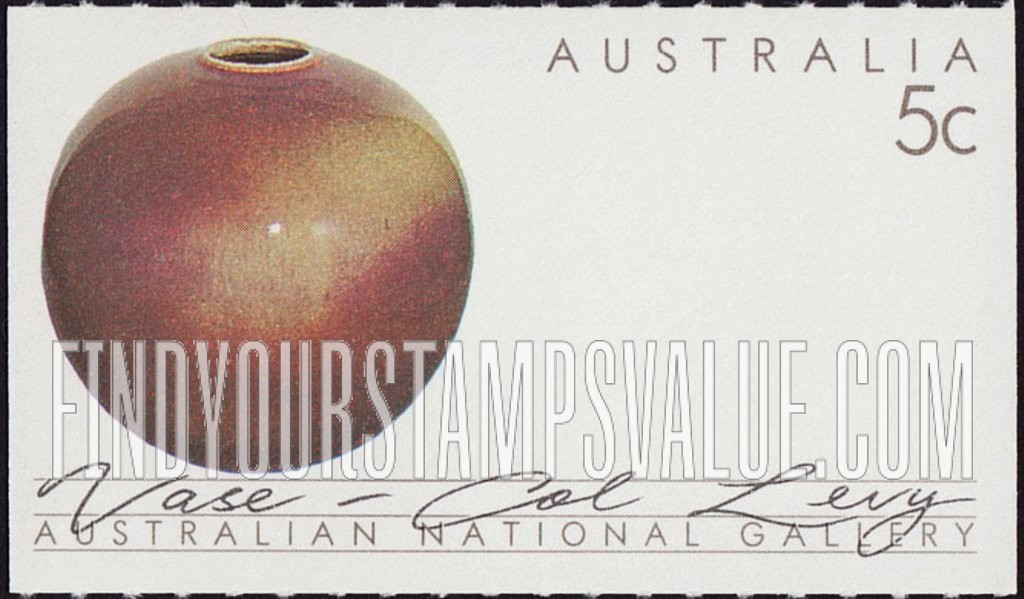 AUSTRALIA
5c
FINDYOURSTAMPSVALUE.COM
Vase - Col Levy
AUSTRALIAN NATIONAL GALLERY